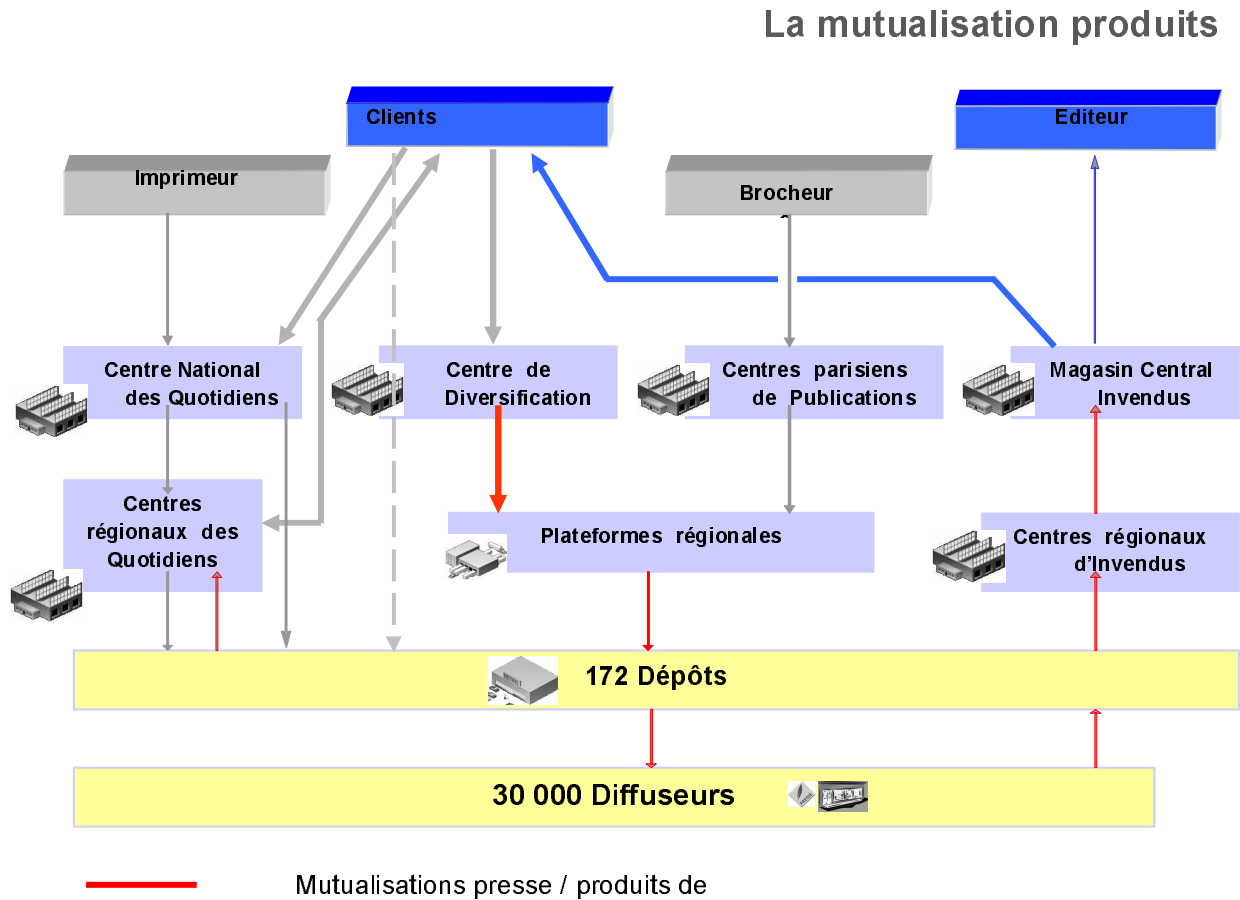 La mutualisation produits
Clients
Editeur
Imprimeur
Brocheur
Centre National
des Quotidiens
Centre de
Diversification
Centres parisiens
de Publications
Magasin Central
Invendus
Centres
régionaux des
Quotidiens
Plateformes régionales
Centres régionaux
d'Invendus
172 Dépôts
30 000 Diffuseurs
Mutualisations presse / produits de